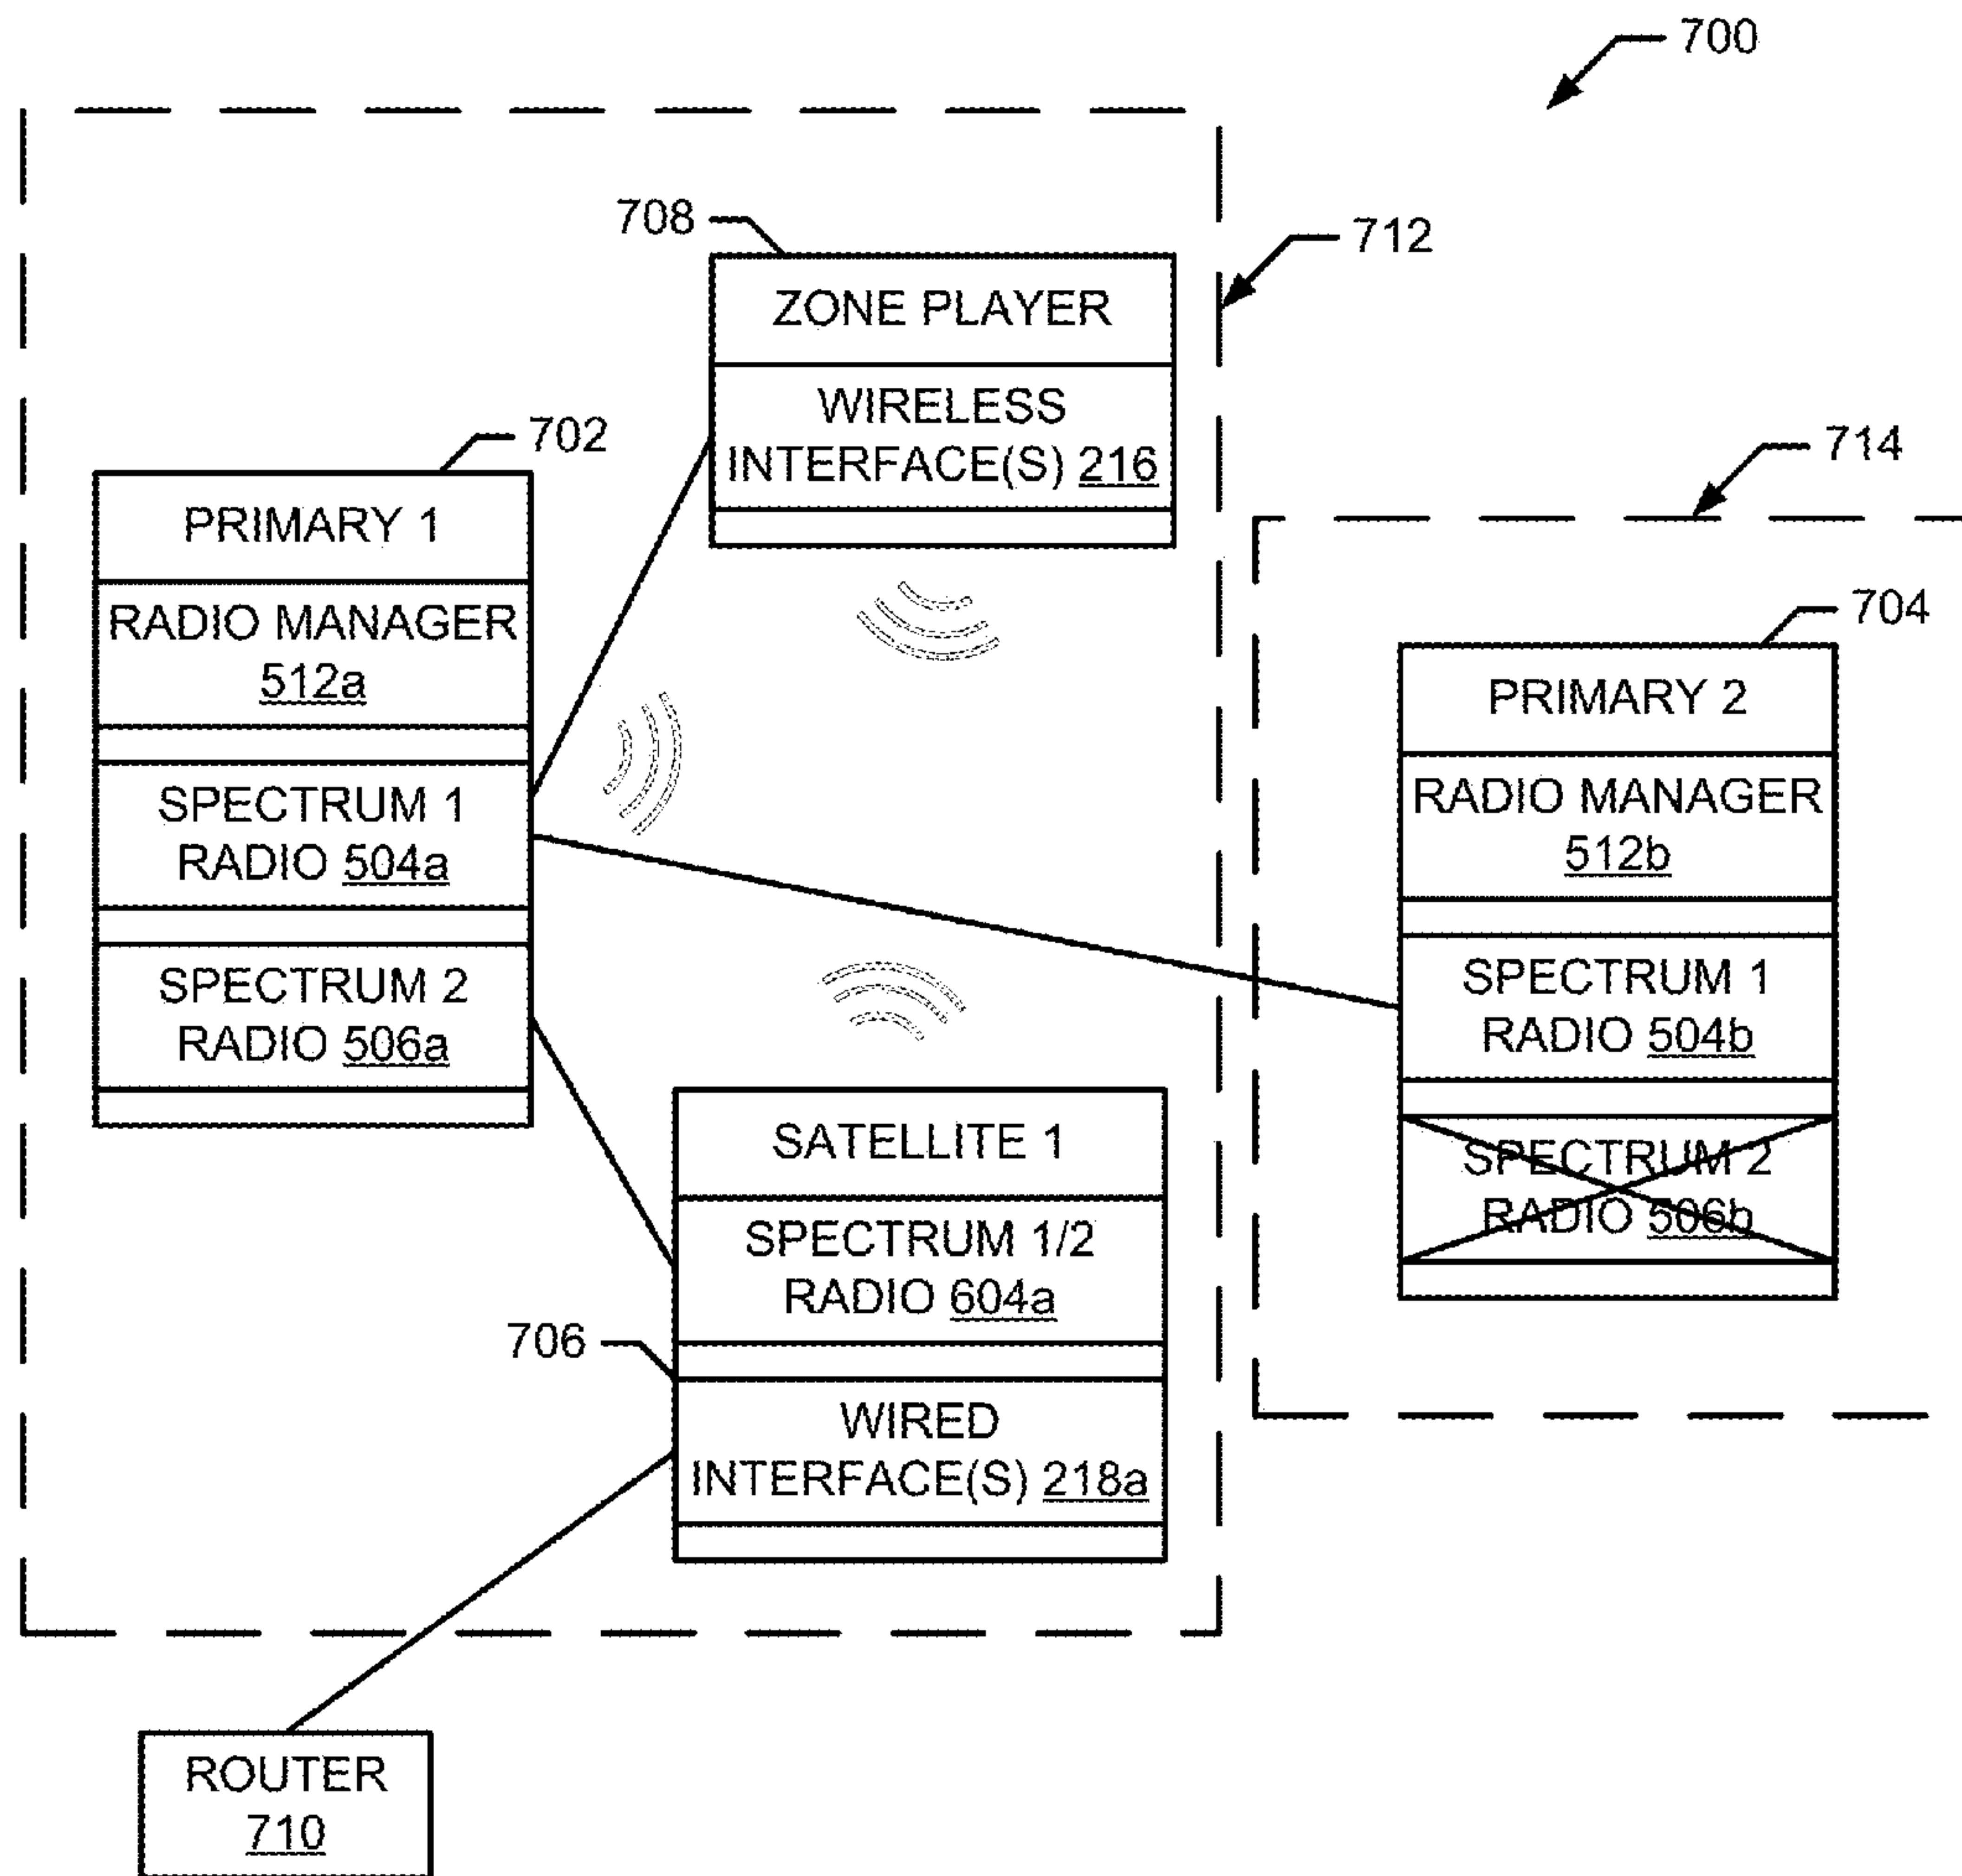 700
712
708
ZONE PLAYER
WIRELESS
INTERFACE(S) 216
702
PRIMARY 1
RADIO MANAGER
512a
SPECTRUM 1
RADIO 504a
SPECTRUM 2
RADIO 506a
714
704
PRIMARY 2
RADIO MANAGER
512b
SPECTRUM 1
RADIO 504b
SPECTRUM 2
RADIO 506b
SATELLITE 1
SPECTRUM 1/2
RADIO 604a
706
WIRED
INTERFACE(S) 218a
ROUTER
710